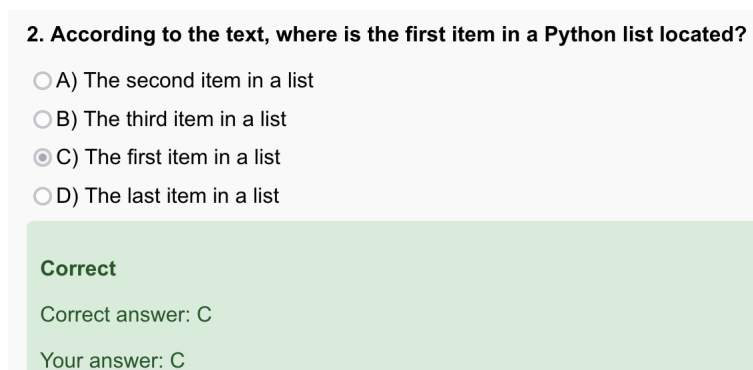 2. According to the text, where is the first item in a Python list located?
A) The second item in a list
B) The third item in a list
C) The first item in a list
D) The last item in a list
Correct
Correct answer: C
Your answer: C